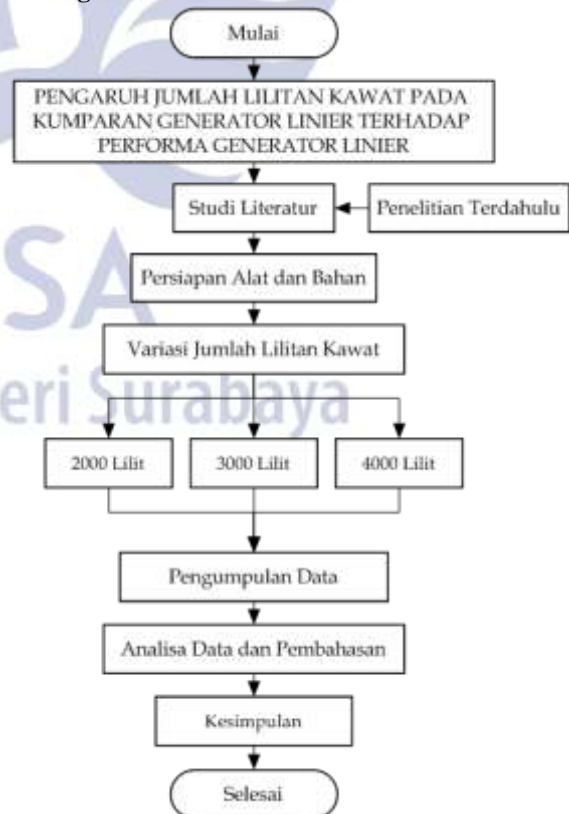 Mulai
PENGARUH JUMLAH LILITAN KAWAT PADA
KUMPARAN GENERATOR LINIER TERHADAP
PERFORMA GENERATOR LINIER
Studi Literatur
Penelitian Terdahulu
Persiapan Alat dan Bahan
Variasi Jumlah Lilitan Kawat
eri Surabaya
2000 Lilit
3000 Lilit
4000 Lilit
Pengumpulan Data
Analisa Data dan Pembahasan
Kesimpulan
Selesai